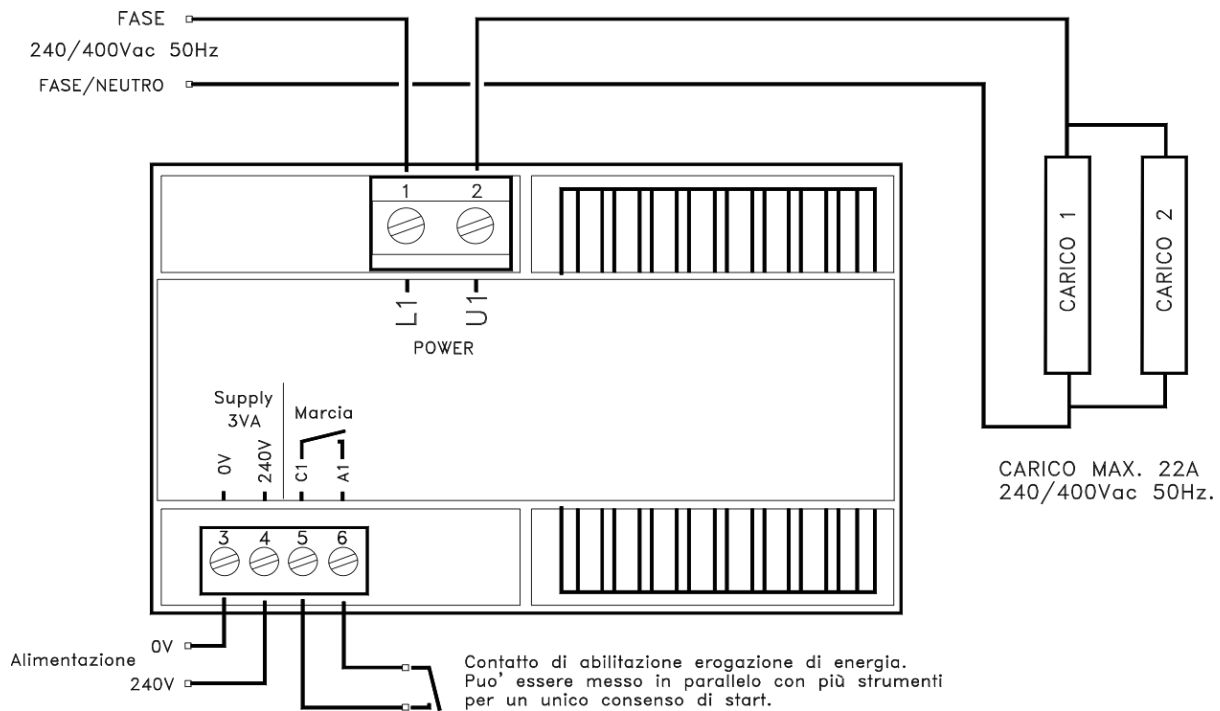 FASE
240/400Vac 50Hz
FASE/NEUTRO
1 2
L1 U1
POWER
CARICO 1
CARICO 2
Supply
3VA
Marcia
0V
240V
C1
A1
3 4 5 6
CARICO MAX. 22A
240/400Vac 50Hz.
Alimentazione
0V
240V
Contatto di abilitazione erogazione di energia.
Puo' essere messo in parallelo con più strumenti
per un unico consenso di start.